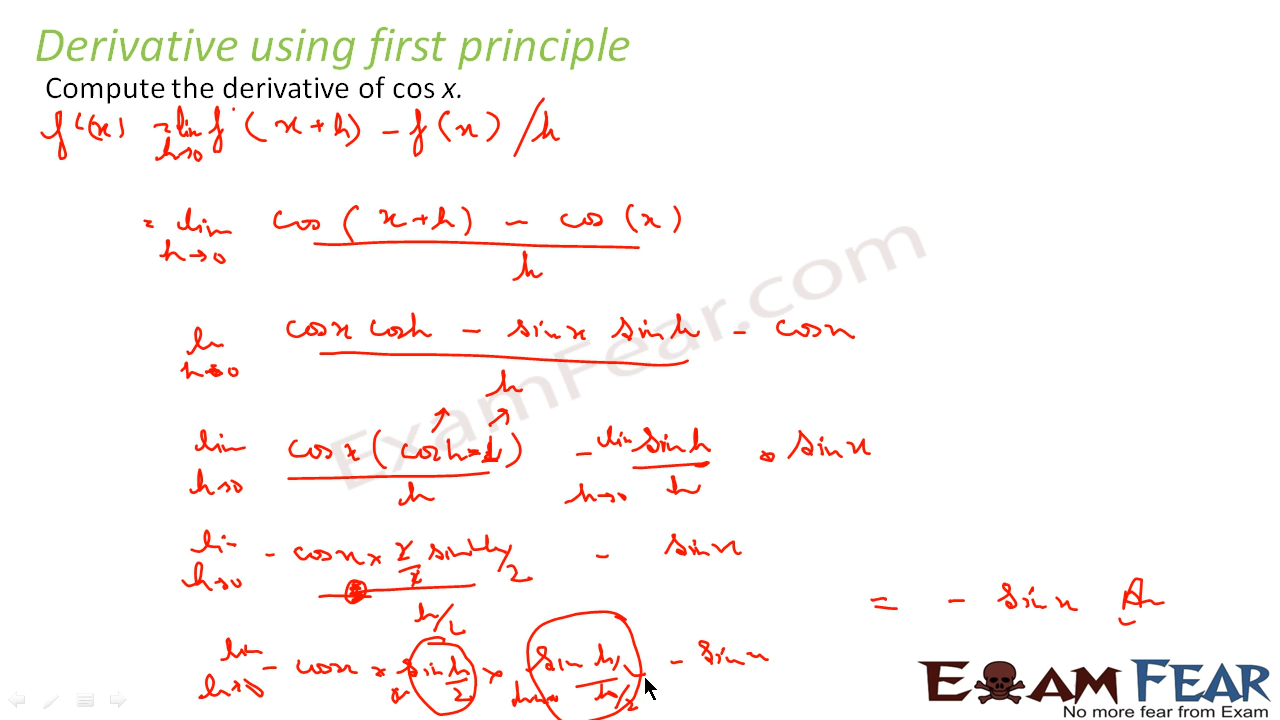 Derivative using first principle
Compute the derivative of cos x.
f'(x) = lim h→0 f(x+h) - f(x) / h
= lim h→0 cos(x+h) - cos(x) / h
lim h→0 cosx cosh - sinx sinh - cosx / h
lim h→0 cosx(cosh-1) / h - lim h→0 sinh / h . sinx
lim h→0 - cosx × 2/2 sin²h/2 / h/2 - sinx
lim h→0 - cosx × sin h/2 × sin h/2 / h/2 - sinx
= - sinx
ExamFear.com
EXAM FEAR
No more fear from Exam